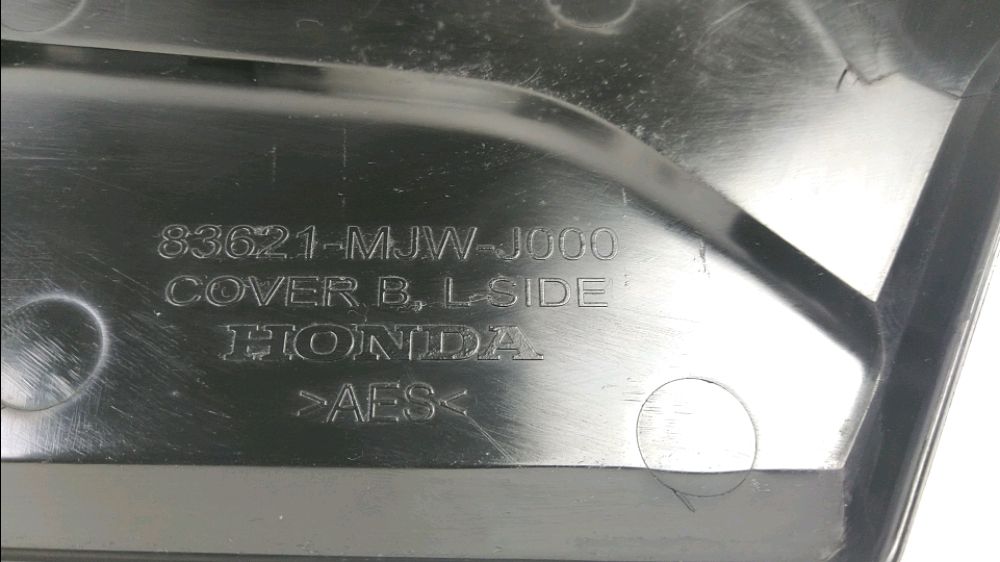 83621-MJW-J000
COVER B, L-SIDE
HONDA
>AES<